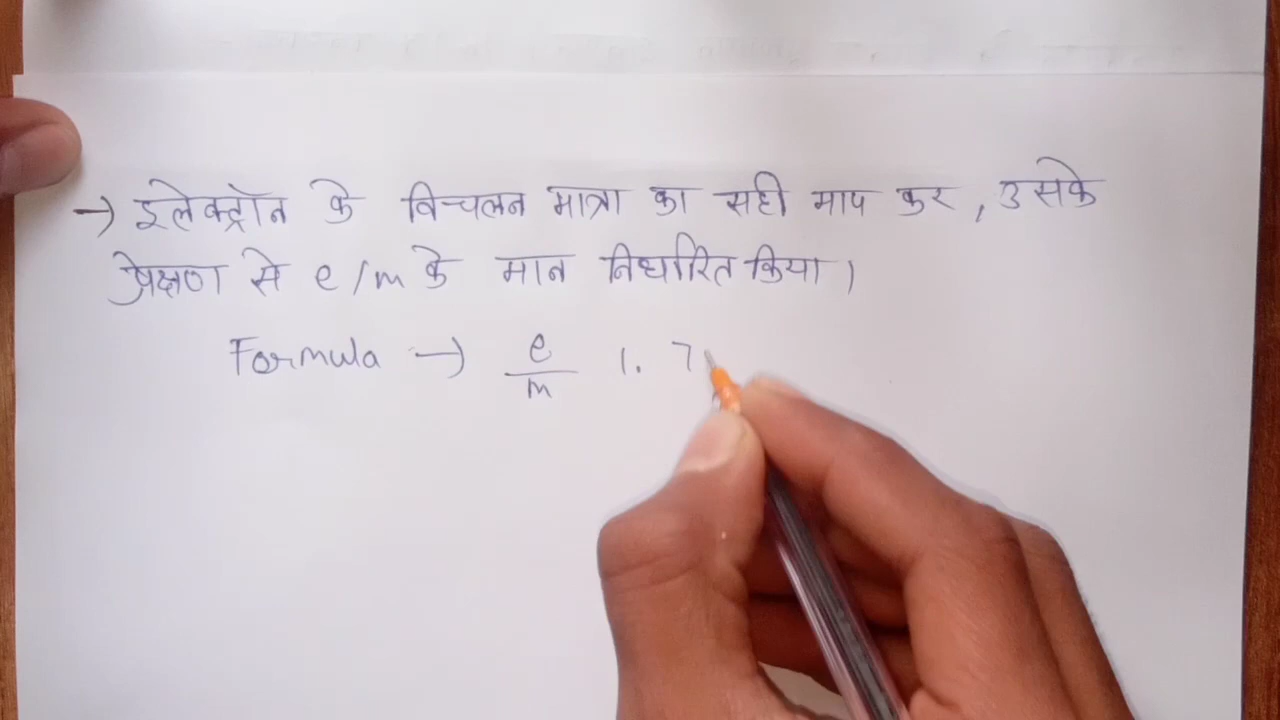 → इलेक्ट्रॉन के विचलन मात्रा का सही माप कर, उसके
प्रेक्षण से e/m के मान निर्धारित किया।
Formula → e/m 1.7